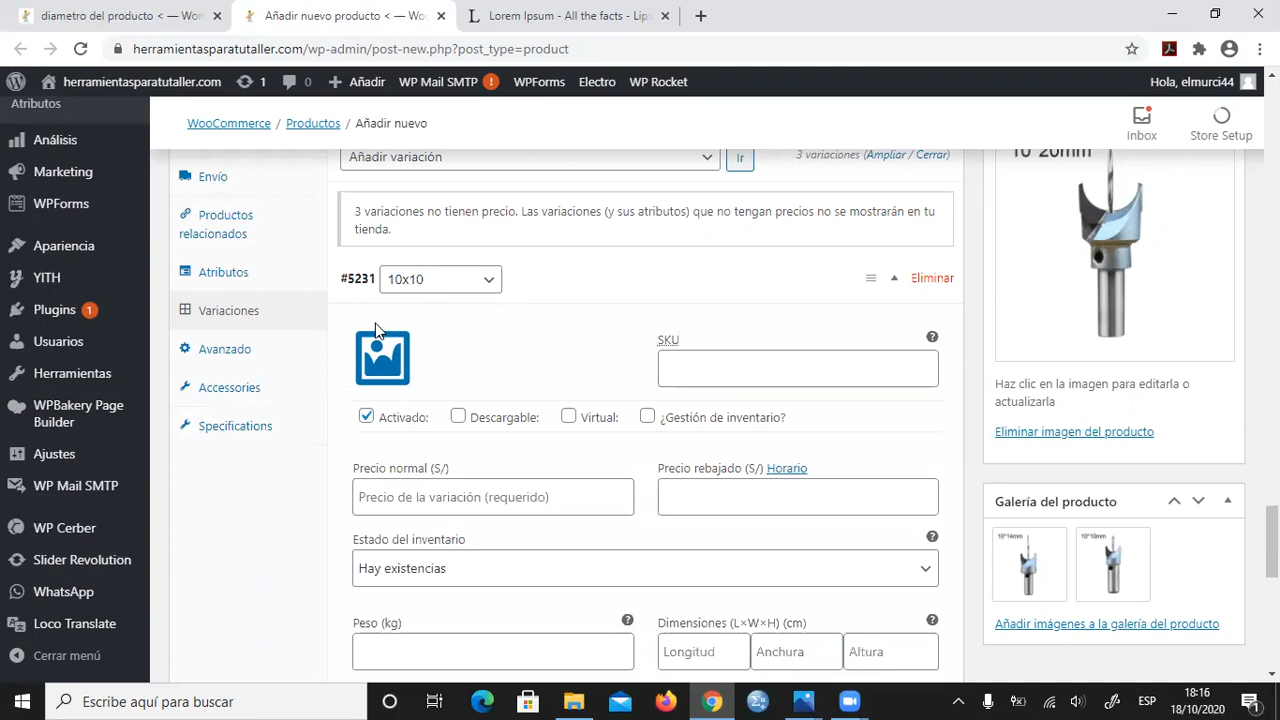 diametro del producto < — Wor
Añadir nuevo producto < — Wo
Lorem Ipsum - All the facts - Lip
herramientasparatutaller.com/wp-admin/post-new.php?post_type=product
herramientasparatutaller.com
1
0
Añadir
WP Mail SMTP
!
WPForms
Electro
WP Rocket
Hola, elmurci44
Atributos
Análisis
Marketing
WPForms
Apariencia
YITH
Plugins 1
Usuarios
Herramientas
WPBakery Page
Builder
Ajustes
WP Mail SMTP
WP Cerber
Slider Revolution
WhatsApp
Loco Translate
Cerrar menú
WooCommerce / Productos / Añadir nuevo
Inbox
Store Setup
Envío
Productos
relacionados
Atributos
Variaciones
Avanzado
Accessories
Specifications
Añadir variación
Ir
3 variaciones (Ampliar / Cerrar)
3 variaciones no tienen precio. Las variaciones (y sus atributos) que no tengan precios no se mostrarán en tu
tienda.
#5231
10x10
Eliminar
SKU
Activado:
Descargable:
Virtual:
¿Gestión de inventario?
Precio normal (S/)
Precio rebajado (S/) Horario
Precio de la variación (requerido)
Estado del inventario
Hay existencias
Peso (kg)
Dimensiones (L×W×H) (cm)
Longitud
Anchura
Altura
10*20mm
Haz clic en la imagen para editarla o
actualizarla
Eliminar imagen del producto
Galería del producto
Añadir imágenes a la galería del producto
Escribe aquí para buscar
ESP
18:16
18/10/2020
1